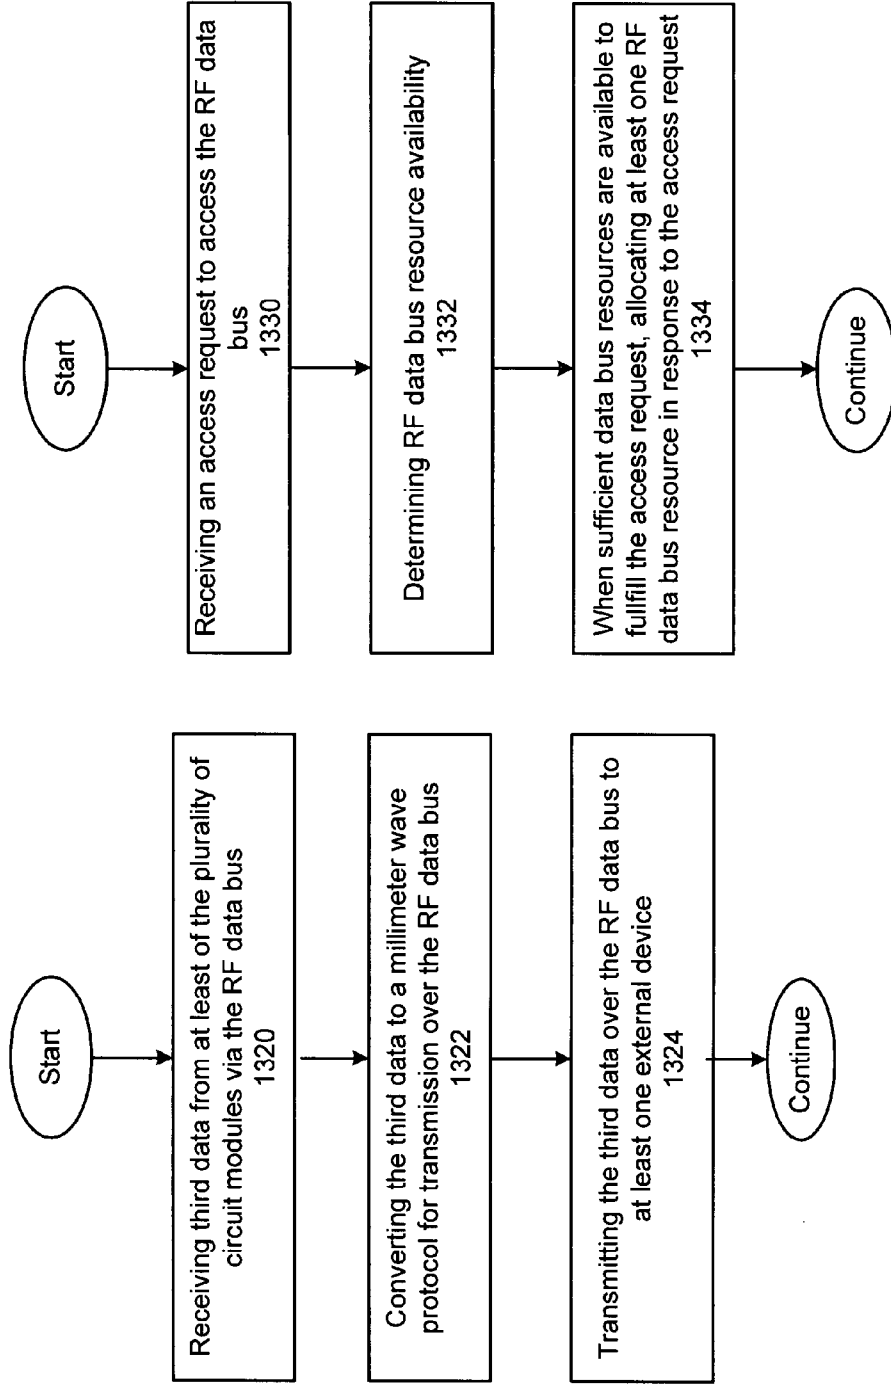 Start
Receiving third data from at least of the plurality of
circuit modules via the RF data bus
1320
Converting the third data to a millimeter wave
protocol for transmission over the RF data bus
1322
Transmitting the third data over the RF data bus to
at least one external device
1324
Continue
Start
Receiving an access request to access the RF data
bus
1330
Determining RF data bus resource availability
1332
When sufficient data bus resources are available to
fullfill the access request, allocating at least one RF
data bus resource in response to the access request
1334
Continue